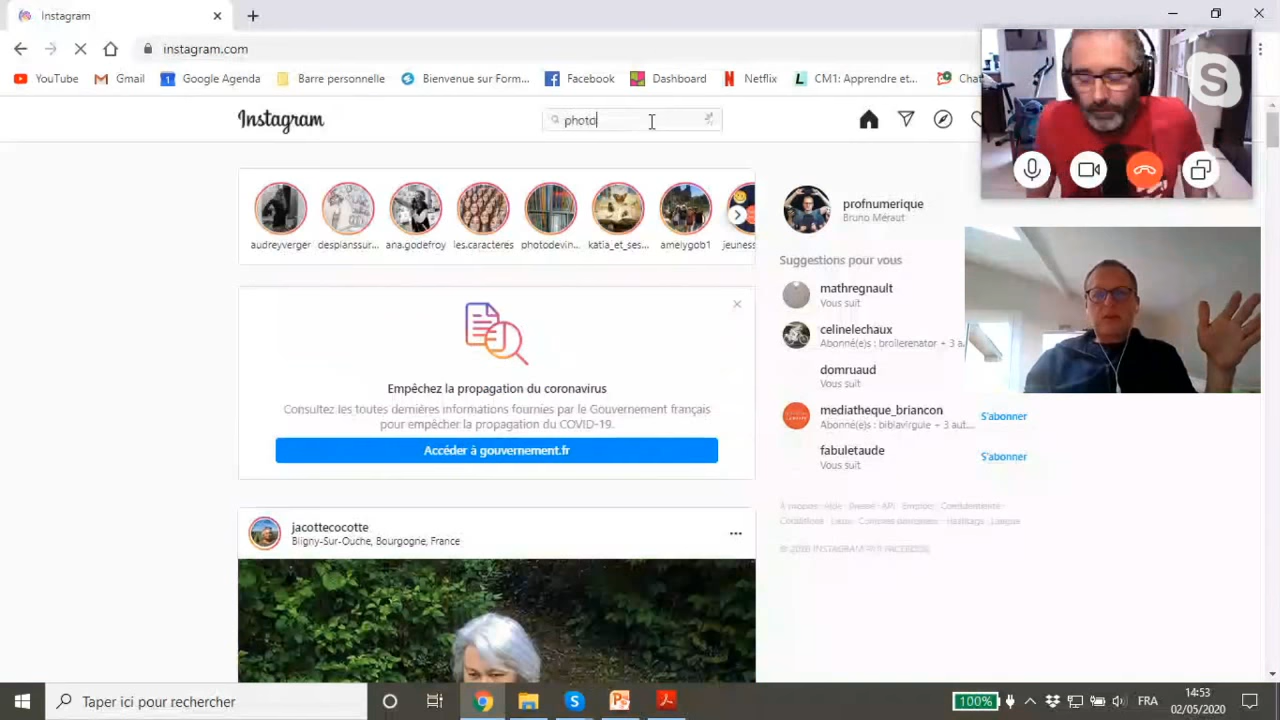 Instagram
instagram.com
YouTube
Gmail
Google Agenda
Barre personnelle
Bienvenue sur Form...
Facebook
Dashboard
Netflix
CM1: Apprendre et...
Instagram
photo
S
audreyverger
desplanssur...
ana.godefroy
les.caracteres
photodevin...
katia_et_ses...
amelygob1
profnumerique
Bruno Méraut
Suggestions pour vous
mathregnault
Vous suit
celinelechaux
Abonné(e)s : broilerenator + 3 a...
domruaud
Vous suit
mediatheque_briancon
Abonné(e)s : biblavirgule + 3 aut...
S'abonner
fabuletaude
Vous suit
S'abonner
Empêchez la propagation du coronavirus
Consultez les toutes dernières informations fournies par le Gouvernement français
pour empêcher la propagation du COVID-19.
Accéder à gouvernement.fr
jacottecocotte
Bligny-Sur-Ouche, Bourgogne, France
Taper ici pour rechercher
100%
FRA
14:53
02/05/2020